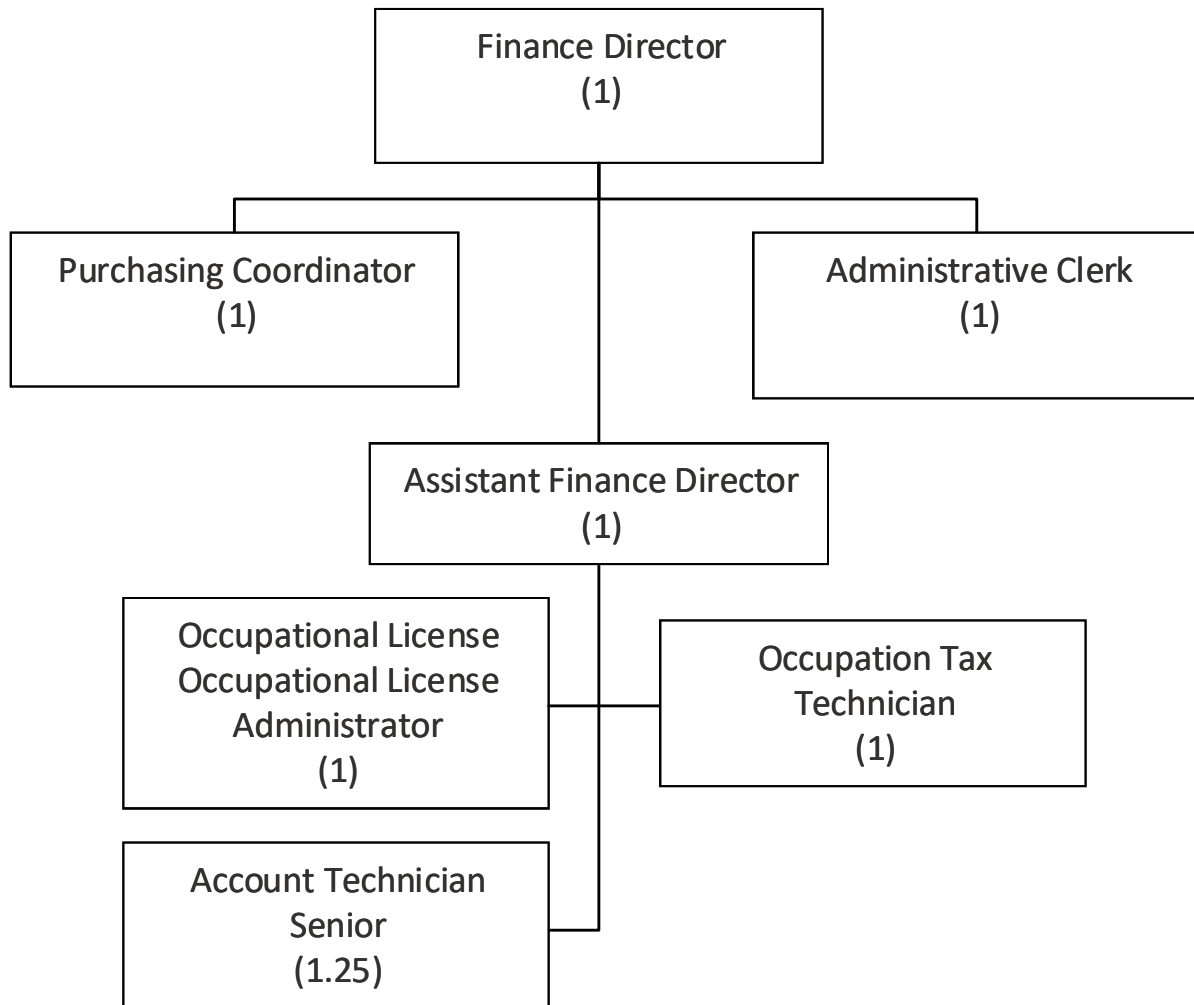 Finance Director
(1)
Purchasing Coordinator
(1)
Administrative Clerk
(1)
Assistant Finance Director
(1)
Occupational License
Occupational License
Administrator
(1)
Occupation Tax
Technician
(1)
Account Technician
Senior
(1.25)